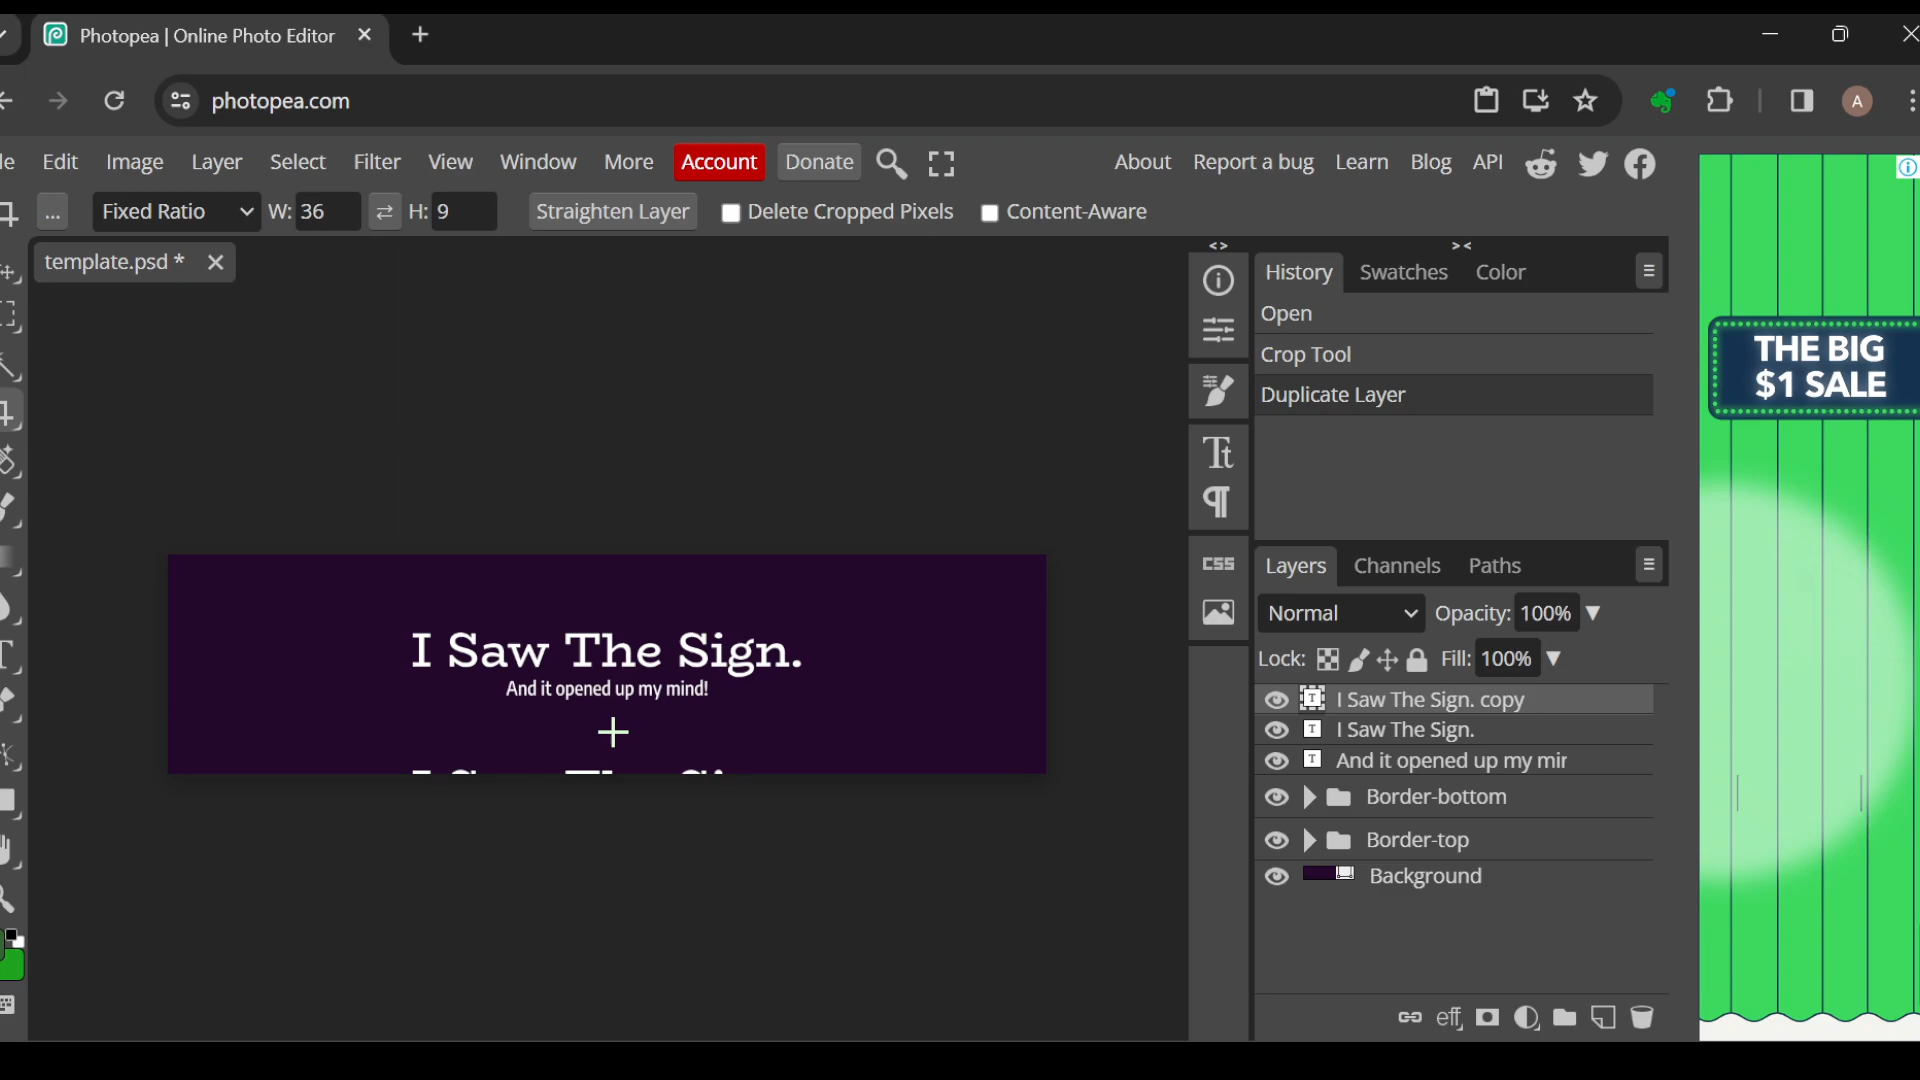 Photopea | Online Photo Editor
photopea.com
A
le Edit Image Layer Select Filter View Window More Account Donate About Report a bug Learn Blog API
... Fixed Ratio W: 36 H: 9 Straighten Layer Delete Cropped Pixels Content-Aware
template.psd *
History Swatches Color
Open
Crop Tool
Duplicate Layer
THE BIG
$1 SALE
CSS
I Saw The Sign.
And it opened up my mind!
Layers Channels Paths
Normal Opacity: 100%
Lock: Fill: 100%
I Saw The Sign. copy
I Saw The Sign.
And it opened up my mir
Border-bottom
Border-top
Background
eff